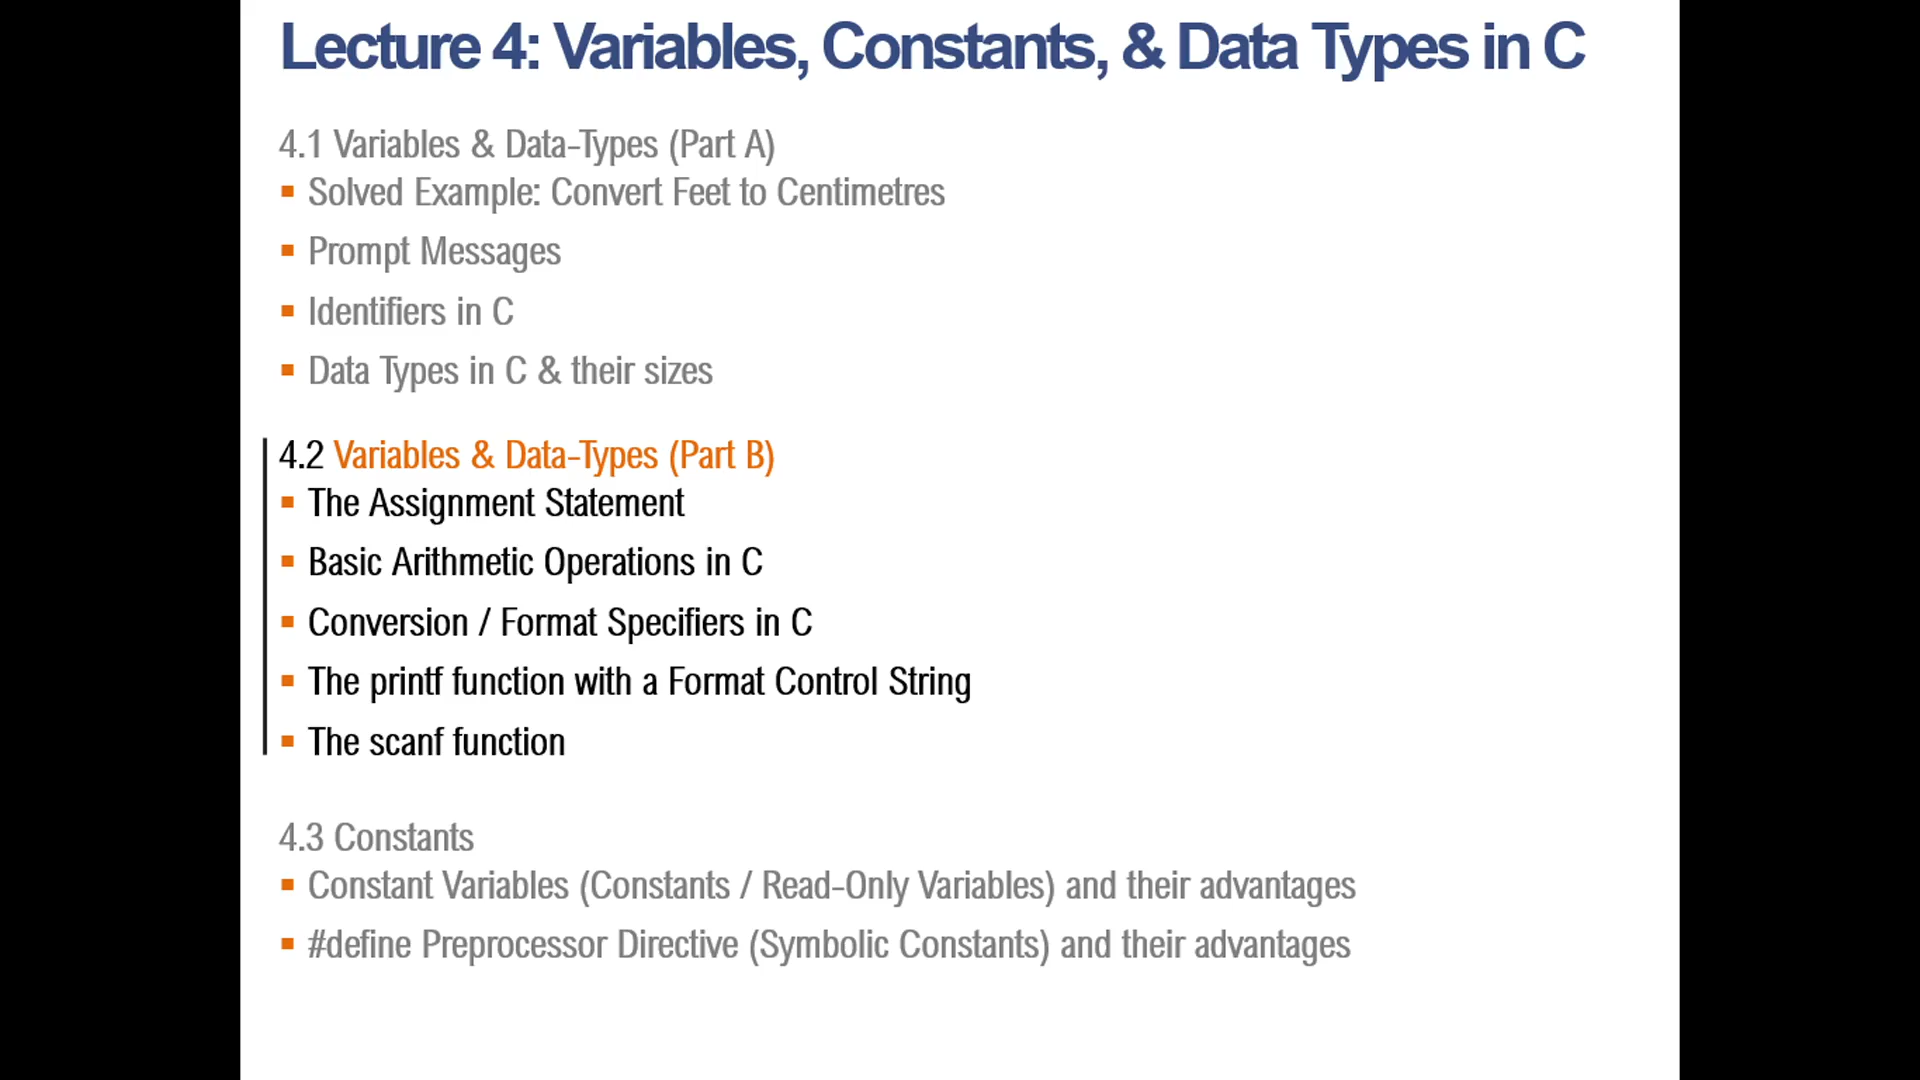 Lecture 4: Variables, Constants, & Data Types in C
4.1 Variables & Data-Types (Part A)
▪ Solved Example: Convert Feet to Centimetres
▪ Prompt Messages
▪ Identifiers in C
▪ Data Types in C & their sizes
4.2 Variables & Data-Types (Part B)
▪ The Assignment Statement
▪ Basic Arithmetic Operations in C
▪ Conversion / Format Specifiers in C
▪ The printf function with a Format Control String
▪ The scanf function
4.3 Constants
▪ Constant Variables (Constants / Read-Only Variables) and their advantages
▪ #define Preprocessor Directive (Symbolic Constants) and their advantages